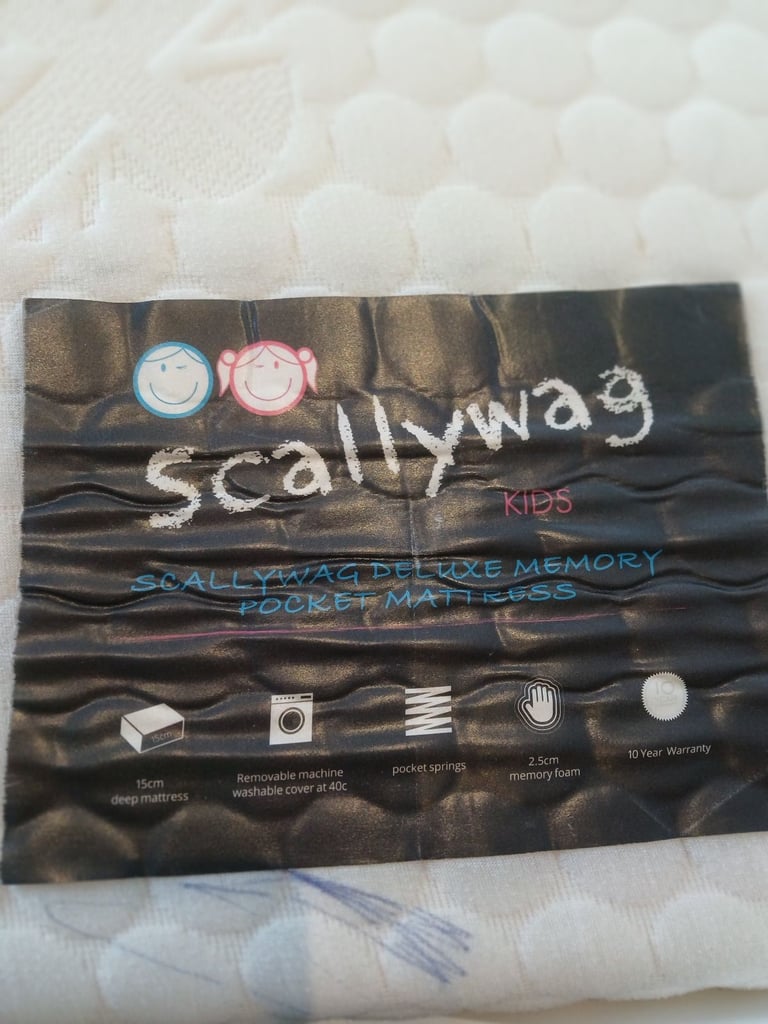 Scallywag
KIDS
SCALLYWAG DELUXE MEMORY
POCKET MATTRESS
15cm
15cm
deep mattress
Removable machine
washable cover at 40c
pocket springs
2.5cm
memory foam
10
10 Year Warranty